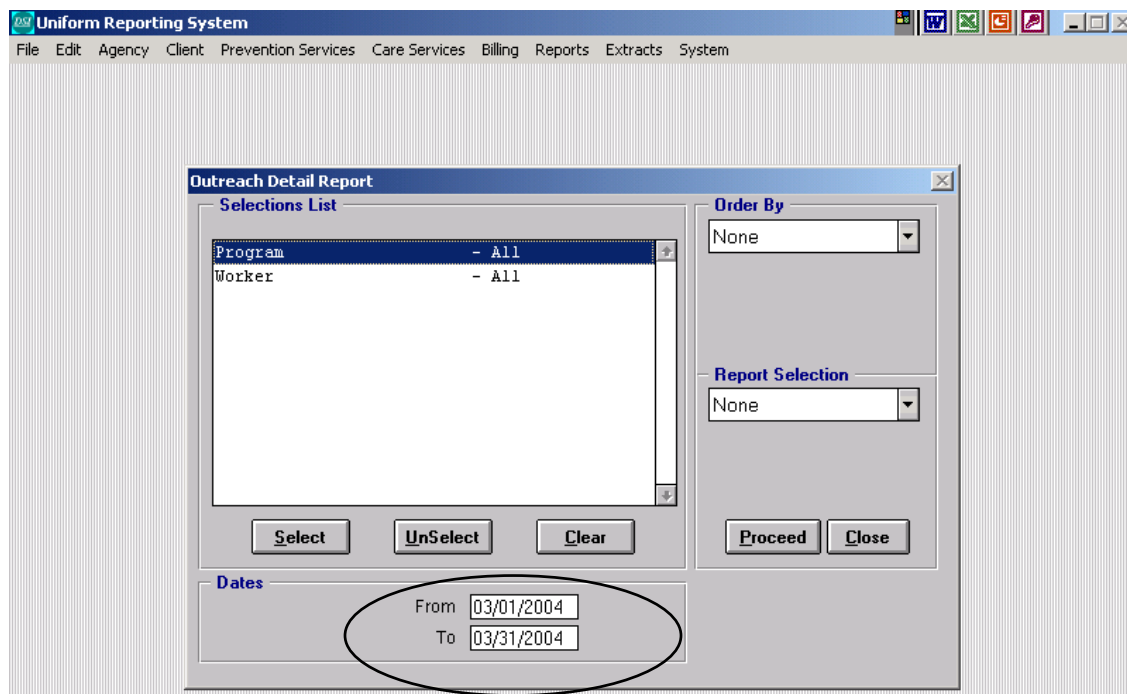 DSI Uniform Reporting System
File Edit Agency Client Prevention Services Care Services Billing Reports Extracts System
Outreach Detail Report
Selections List
Program - All
Worker - All
Select UnSelect Clear
Order By
None
Report Selection
None
Proceed Close
Dates
From 03/01/2004
To 03/31/2004